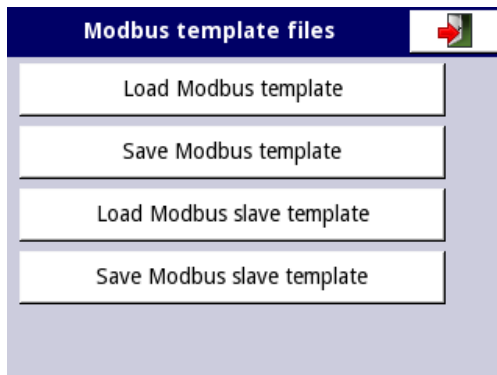 Modbus template files
Load Modbus template
Save Modbus template
Load Modbus slave template
Save Modbus slave template